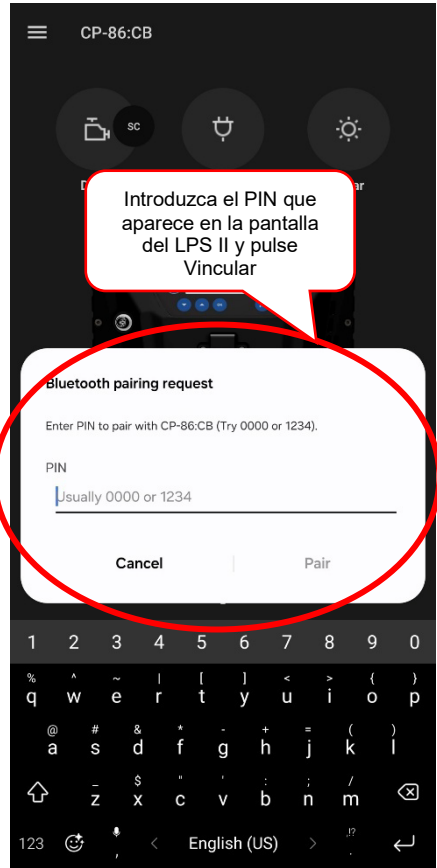 CP-86:CB
SC
Introduzca el PIN que
aparece en la pantalla
del LPS II y pulse
Vincular
Bluetooth pairing request
Enter PIN to pair with CP-86:CB (Try 0000 or 1234).
PIN
Usually 0000 or 1234
Cancel
Pair
1 2 3 4 5 6 7 8 9 0
% ^ ~ | [ ] < > { }
q w e r t y u i o p
@ # & * - + = ( )
a s d f g h j k l
_ $ " ' : ; /
z x c v b n m
123 , < English (US) > !? .